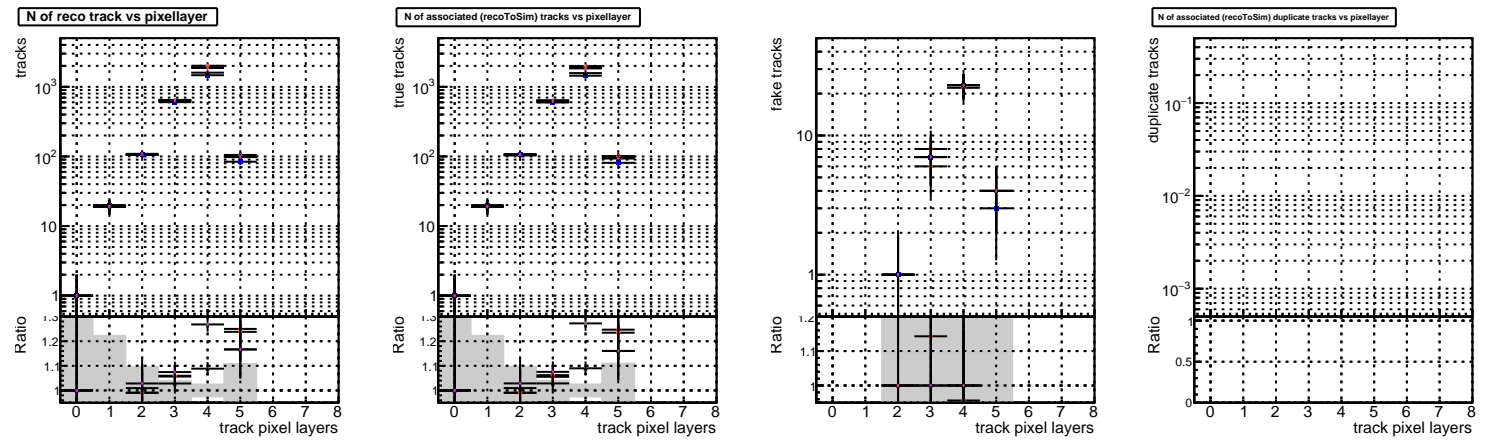 N of reco track vs pixellayer
tracks
10³
10²
10
1
Ratio
1.3
1.2
1.1
1
0 1 2 3 4 5 6 7 8
track pixel layers
N of associated (recoToSim) tracks vs pixellayer
true tracks
10³
10²
10
1
Ratio
1.3
1.2
1.1
1
0 1 2 3 4 5 6 7 8
track pixel layers
fake tracks
10
1
Ratio
1.2
1.1
1
0 1 2 3 4 5 6 7 8
track pixel layers
N of associated (recoToSim) duplicate tracks vs pixellayer
duplicate tracks
10⁻¹
10⁻²
10⁻³
Ratio
1
0.5
0
0 1 2 3 4 5 6 7 8
track pixel layers